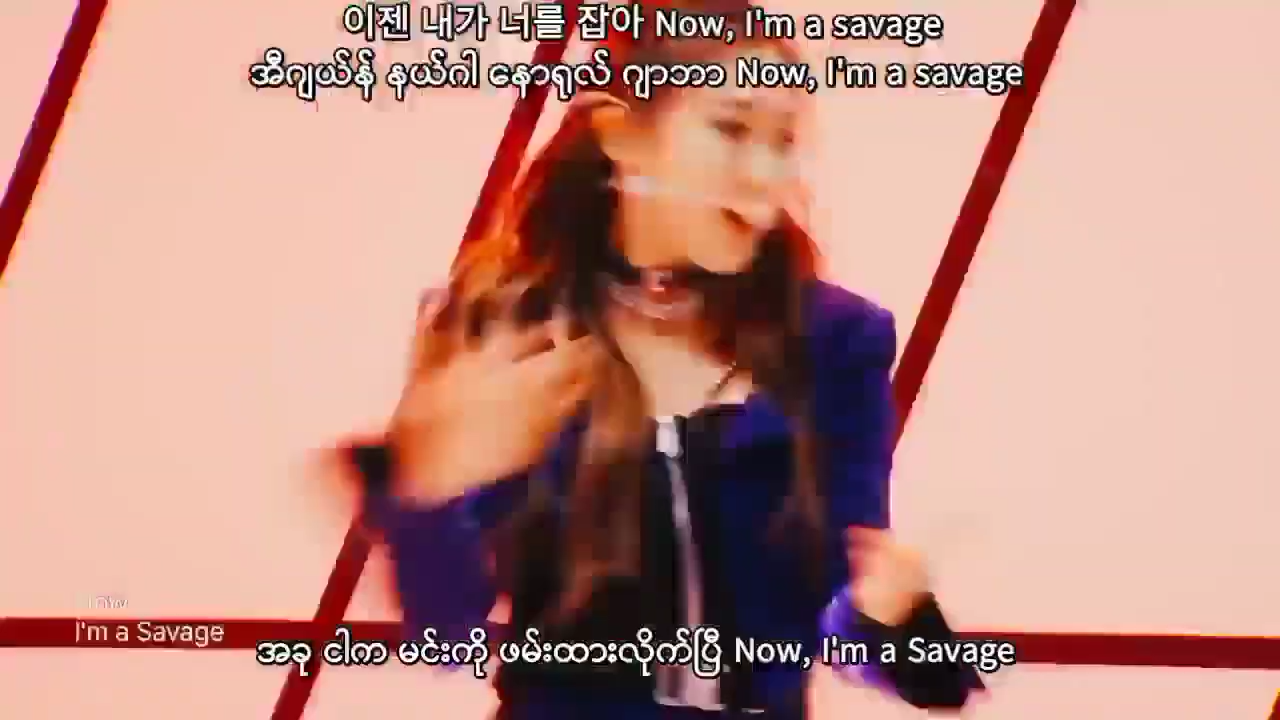 이젠 내가 너를 잡아 Now, I'm a savage
အီဂျယ်န် နယ်ဂါ နောရုလ် ဂျာဘာ Now, I'm a savage
I'm a Savage
အခု ငါက မင်းကို ဖမ်းထားလိုက်ပြီ Now, I'm a Savage